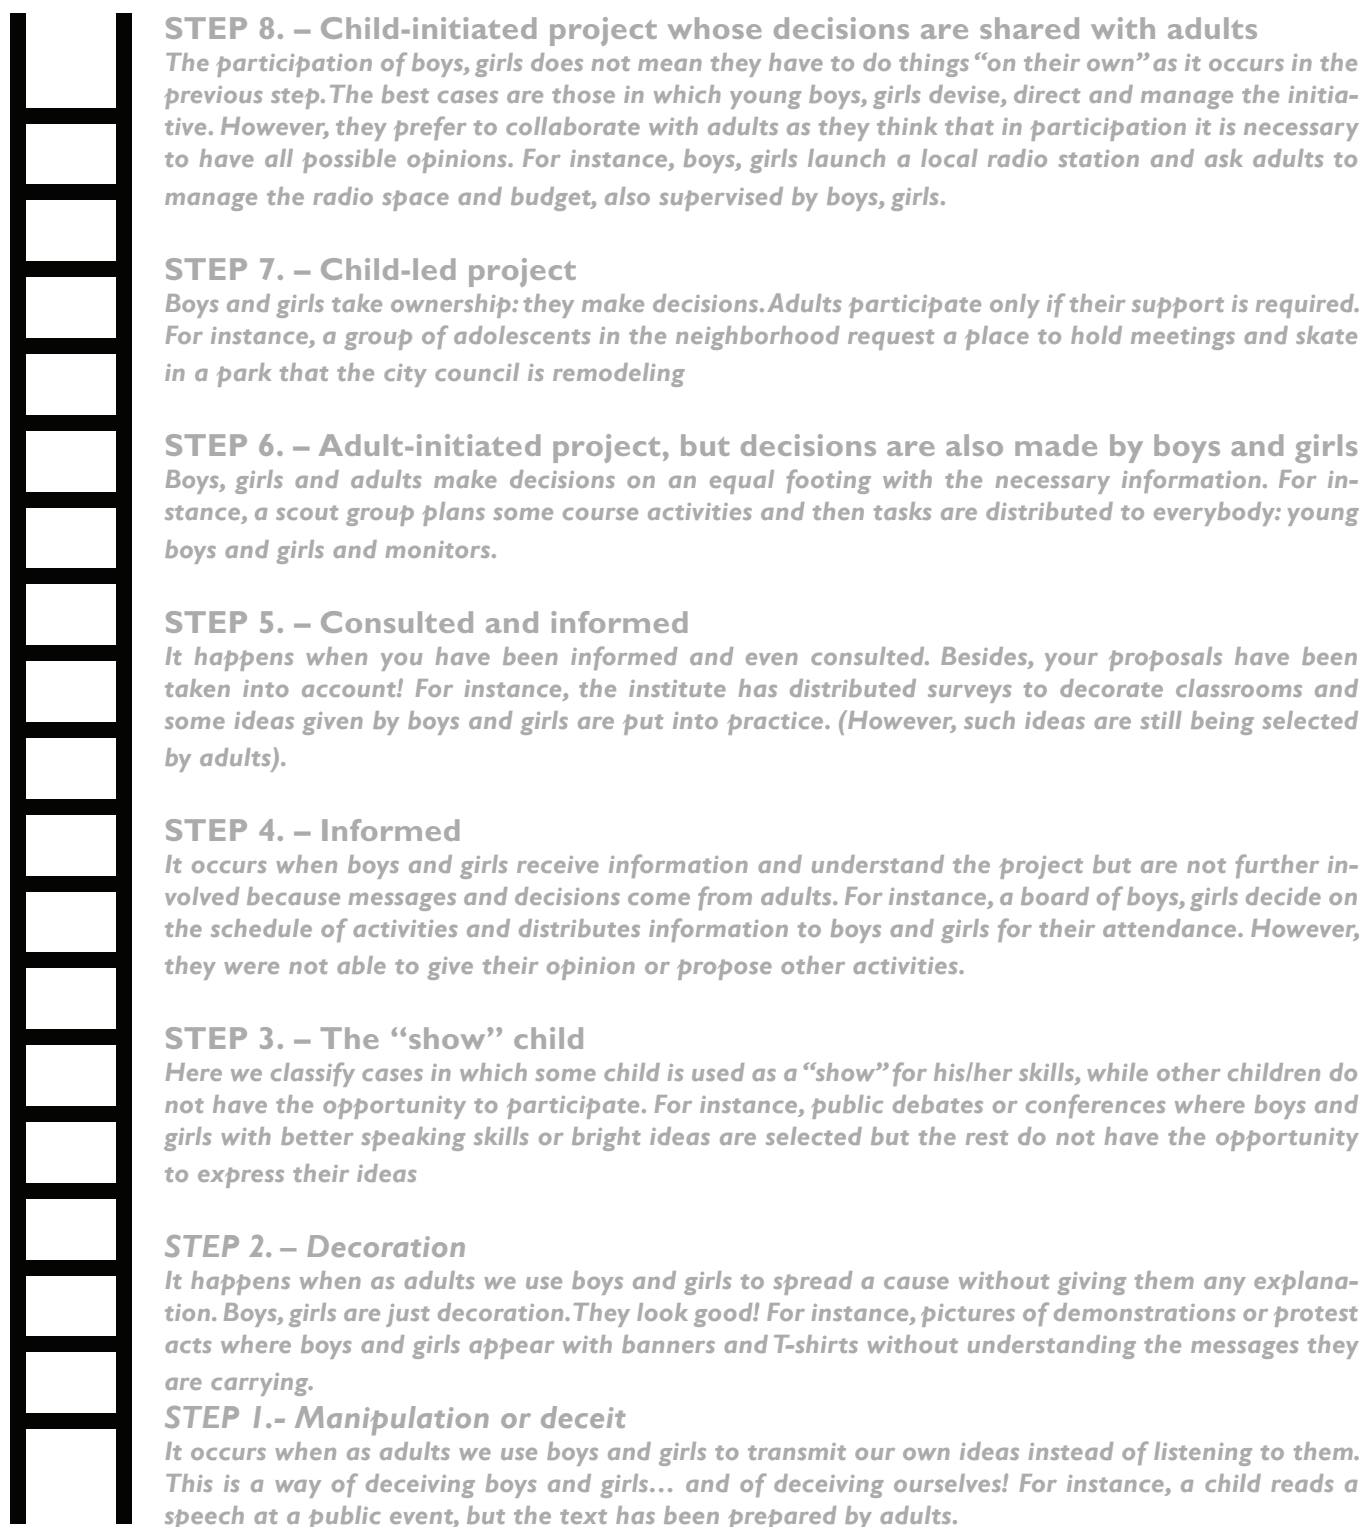 STEP 8. – Child-initiated project whose decisions are shared with adults
The participation of boys, girls does not mean they have to do things “on their own” as it occurs in the
previous step. The best cases are those in which young boys, girls devise, direct and manage the initia-
tive. However, they prefer to collaborate with adults as they think that in participation it is necessary
to have all possible opinions. For instance, boys, girls launch a local radio station and ask adults to
manage the radio space and budget, also supervised by boys, girls.
STEP 7. – Child-led project
Boys and girls take ownership: they make decisions. Adults participate only if their support is required.
For instance, a group of adolescents in the neighborhood request a place to hold meetings and skate
in a park that the city council is remodeling
STEP 6. – Adult-initiated project, but decisions are also made by boys and girls
Boys, girls and adults make decisions on an equal footing with the necessary information. For in-
stance, a scout group plans some course activities and then tasks are distributed to everybody: young
boys and girls and monitors.
STEP 5. – Consulted and informed
It happens when you have been informed and even consulted. Besides, your proposals have been
taken into account! For instance, the institute has distributed surveys to decorate classrooms and
some ideas given by boys and girls are put into practice. (However, such ideas are still being selected
by adults).
STEP 4. – Informed
It occurs when boys and girls receive information and understand the project but are not further in-
volved because messages and decisions come from adults. For instance, a board of boys, girls decide on
the schedule of activities and distributes information to boys and girls for their attendance. However,
they were not able to give their opinion or propose other activities.
STEP 3. – The “show” child
Here we classify cases in which some child is used as a “show” for his/her skills, while other children do
not have the opportunity to participate. For instance, public debates or conferences where boys and
girls with better speaking skills or bright ideas are selected but the rest do not have the opportunity
to express their ideas
STEP 2. – Decoration
It happens when as adults we use boys and girls to spread a cause without giving them any explana-
tion. Boys, girls are just decoration. They look good! For instance, pictures of demonstrations or protest
acts where boys and girls appear with banners and T-shirts without understanding the messages they
are carrying.
STEP 1.- Manipulation or deceit
It occurs when as adults we use boys and girls to transmit our own ideas instead of listening to them.
This is a way of deceiving boys and girls… and of deceiving ourselves! For instance, a child reads a
speech at a public event, but the text has been prepared by adults.